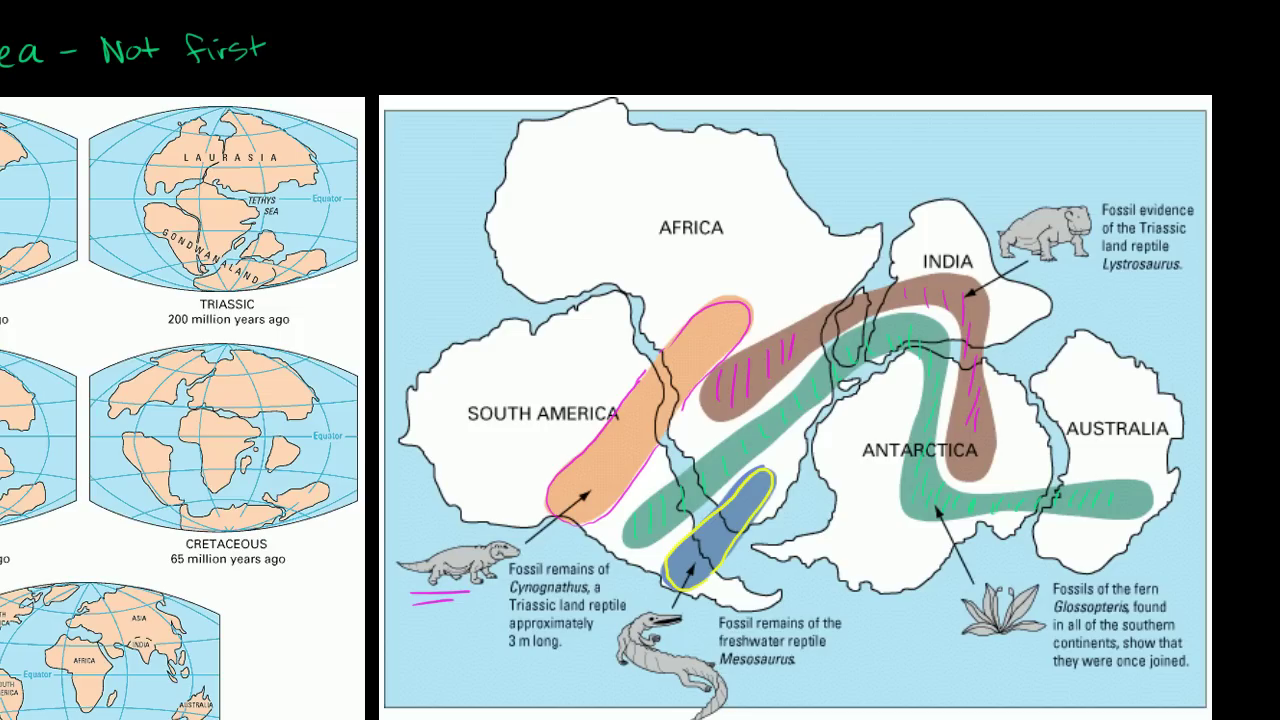 ea - Not first
LAURASIA
TETHYS
SEA
Equator
GONDWANALAND
TRIASSIC
200 million years ago
go
Equator
CRETACEOUS
65 million years ago
go
ASIA
INDIA
AFRICA
Equator
AUSTRALIA
AFRICA
INDIA
SOUTH AMERICA
ANTARCTICA
AUSTRALIA
Fossil evidence
of the Triassic
land reptile
Lystrosaurus.
Fossil remains of
Cynognathus, a
Triassic land reptile
approximately
3 m long.
Fossil remains of the
freshwater reptile
Mesosaurus.
Fossils of the fern
Glossopteris, found
in all of the southern
continents, show that
they were once joined.